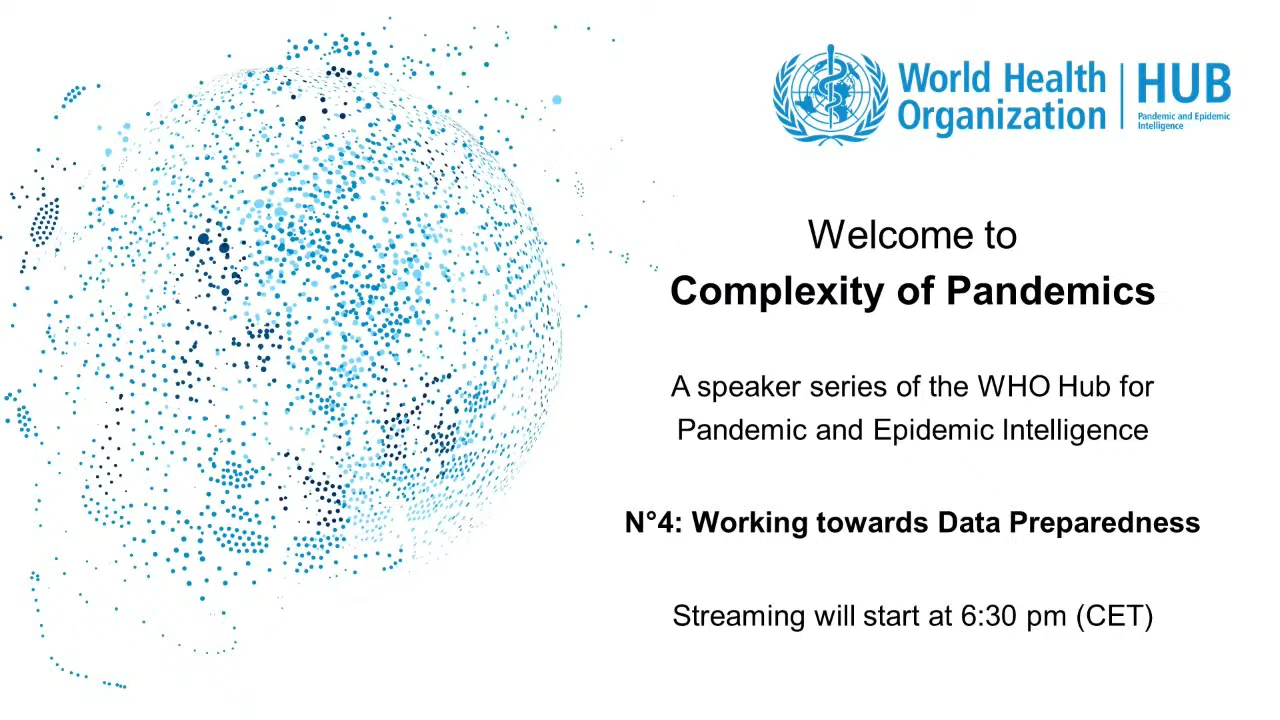 World Health
Organization
HUB
Pandemic and Epidemic
Intelligence
Welcome to
Complexity of Pandemics
A speaker series of the WHO Hub for
Pandemic and Epidemic Intelligence
N°4: Working towards Data Preparedness
Streaming will start at 6:30 pm (CET)